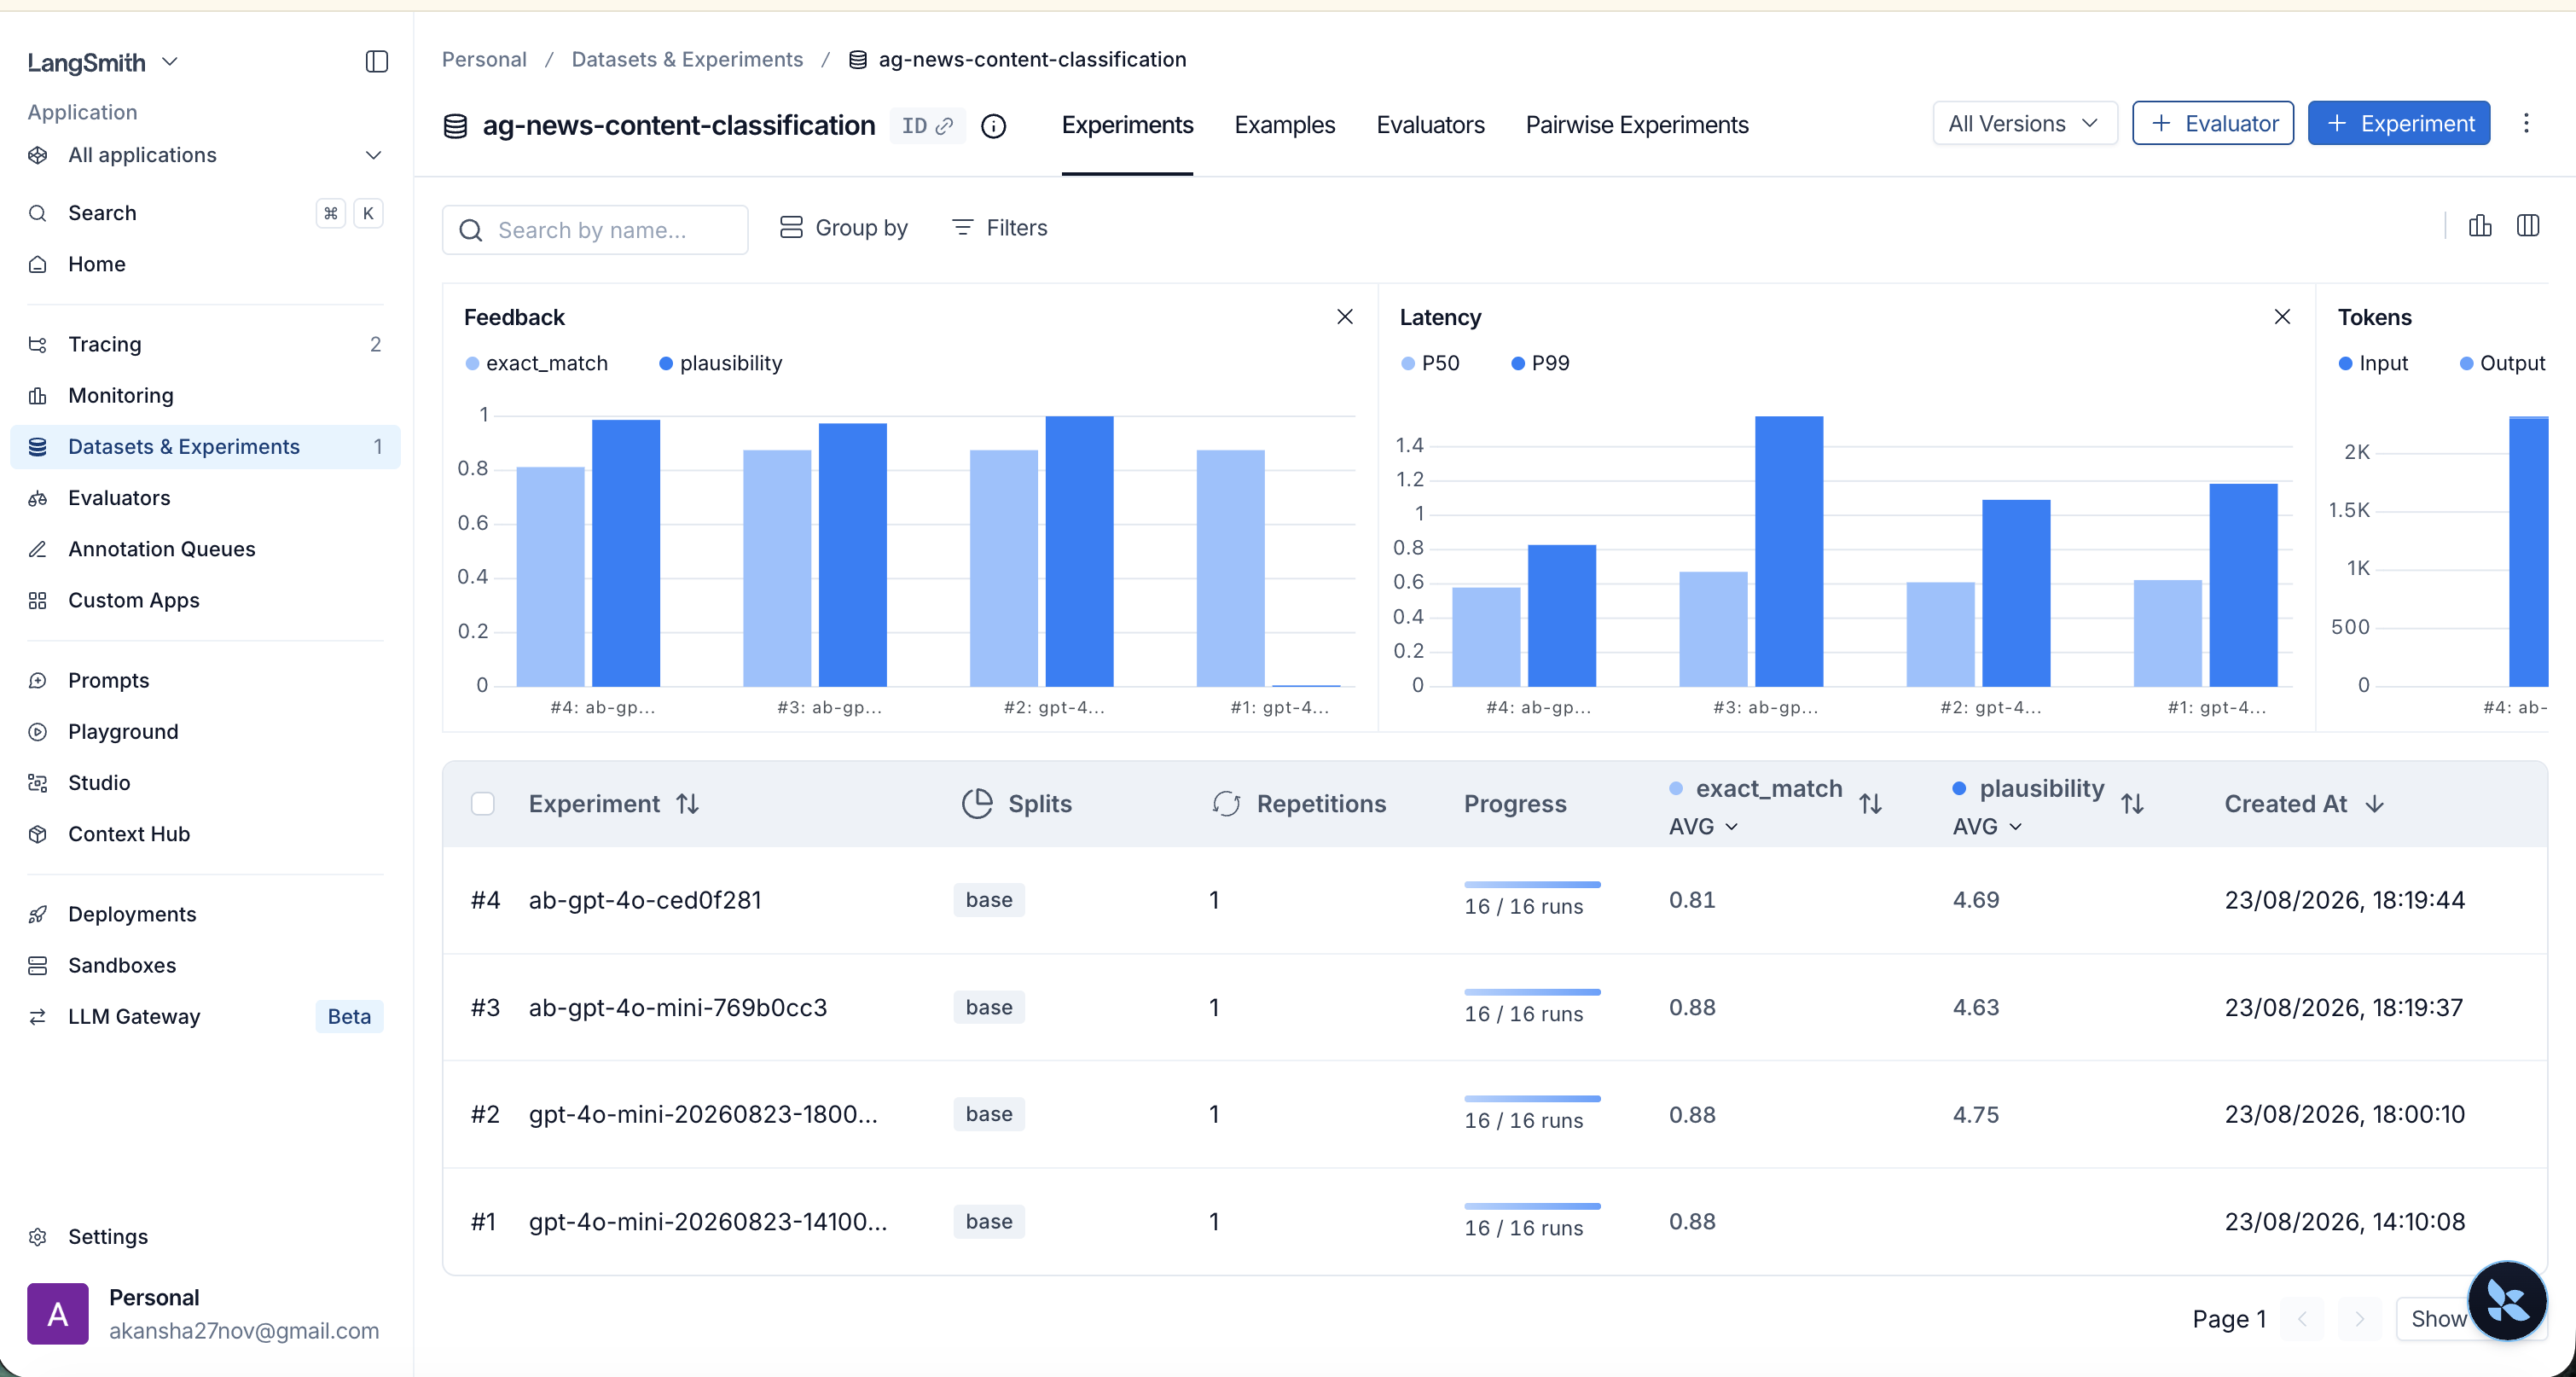 LangSmith
Application
All applications
Search ⌘ K
Home
Tracing 2
Monitoring
Datasets & Experiments 1
Evaluators
Annotation Queues
Custom Apps
Prompts
Playground
Studio
Context Hub
Deployments
Sandboxes
LLM Gateway Beta
Settings
A
Personal
akansha27nov@gmail.com
Personal / Datasets & Experiments / ag-news-content-classification
ag-news-content-classification ID
Experiments Examples Evaluators Pairwise Experiments
All Versions + Evaluator + Experiment
Search by name... Group by Filters
Feedback
exact_match plausibility
1
0.8
0.6
0.4
0.2
0
#4: ab-gp... #3: ab-gp... #2: gpt-4... #1: gpt-4...
Latency
P50 P99
1.4
1.2
1
0.8
0.6
0.4
0.2
0
#4: ab-gp... #3: ab-gp... #2: gpt-4... #1: gpt-4...
Tokens
Input Output
2K
1.5K
1K
500
0
#4: ab-
Experiment Splits Repetitions Progress exact_match AVG plausibility AVG Created At
#4 ab-gpt-4o-ced0f281 base 1 16 / 16 runs 0.81 4.69 23/08/2026, 18:19:44
#3 ab-gpt-4o-mini-769b0cc3 base 1 16 / 16 runs 0.88 4.63 23/08/2026, 18:19:37
#2 gpt-4o-mini-20260823-1800... base 1 16 / 16 runs 0.88 4.75 23/08/2026, 18:00:10
#1 gpt-4o-mini-20260823-14100... base 1 16 / 16 runs 0.88 23/08/2026, 14:10:08
Page 1 Show